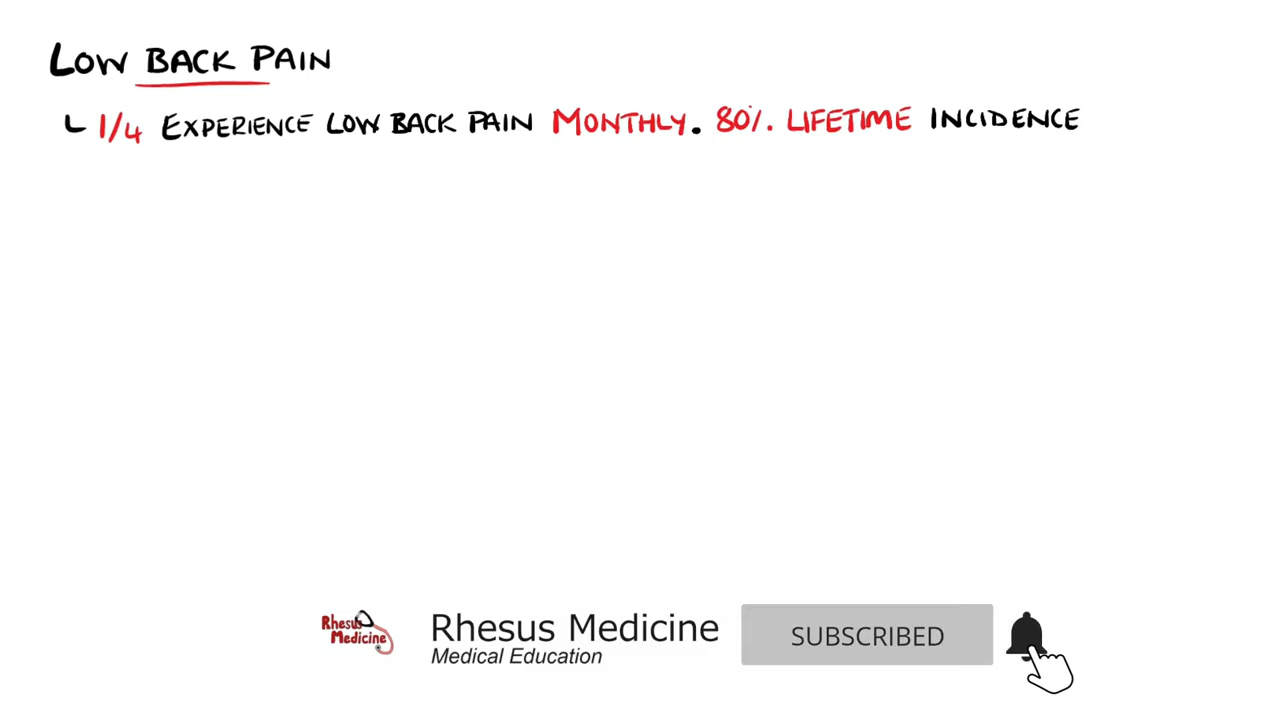 LOW BACK PAIN
1/4 EXPERIENCE LOW BACK PAIN MONTHLY. 80% LIFETIME INCIDENCE
Rhesus
Medicine
Rhesus Medicine
Medical Education
SUBSCRIBED